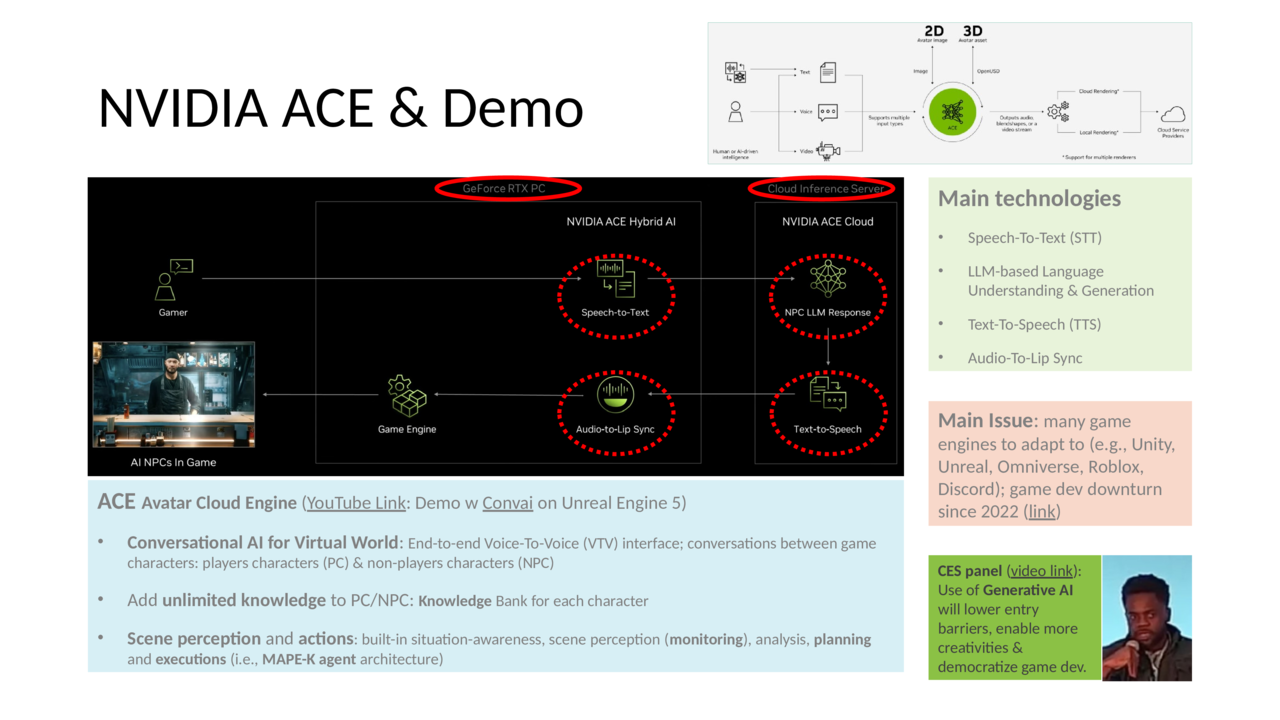 NVIDIA ACE & Demo
2D
3D
Avatar image
Avatar asset
Image
OpenUSD
Text
Voice
Video
Human or AI-driven
intelligence
Supports multiple
input types
ACE
Outputs audio,
blendshapes, or a
video stream
Cloud Rendering*
Local Rendering*
Cloud Service
Providers
* Support for multiple renderers
GeForce RTX PC
Cloud Inference Server
NVIDIA ACE Hybrid AI
NVIDIA ACE Cloud
Gamer
Speech-to-Text
NPC LLM Response
Game Engine
Audio-to-Lip Sync
Text-to-Speech
AI NPCs In Game
ACE Avatar Cloud Engine (YouTube Link: Demo w Convai on Unreal Engine 5)
• Conversational AI for Virtual World: End-to-end Voice-To-Voice (VTV) interface; conversations between game
characters: players characters (PC) & non-players characters (NPC)
• Add unlimited knowledge to PC/NPC: Knowledge Bank for each character
• Scene perception and actions: built-in situation-awareness, scene perception (monitoring), analysis, planning
and executions (i.e., MAPE-K agent architecture)
Main technologies
• Speech-To-Text (STT)
• LLM-based Language
Understanding & Generation
• Text-To-Speech (TTS)
• Audio-To-Lip Sync
Main Issue: many game
engines to adapt to (e.g., Unity,
Unreal, Omniverse, Roblox,
Discord); game dev downturn
since 2022 (link)
CES panel (video link):
Use of Generative AI
will lower entry
barriers, enable more
creativities &
democratize game dev.